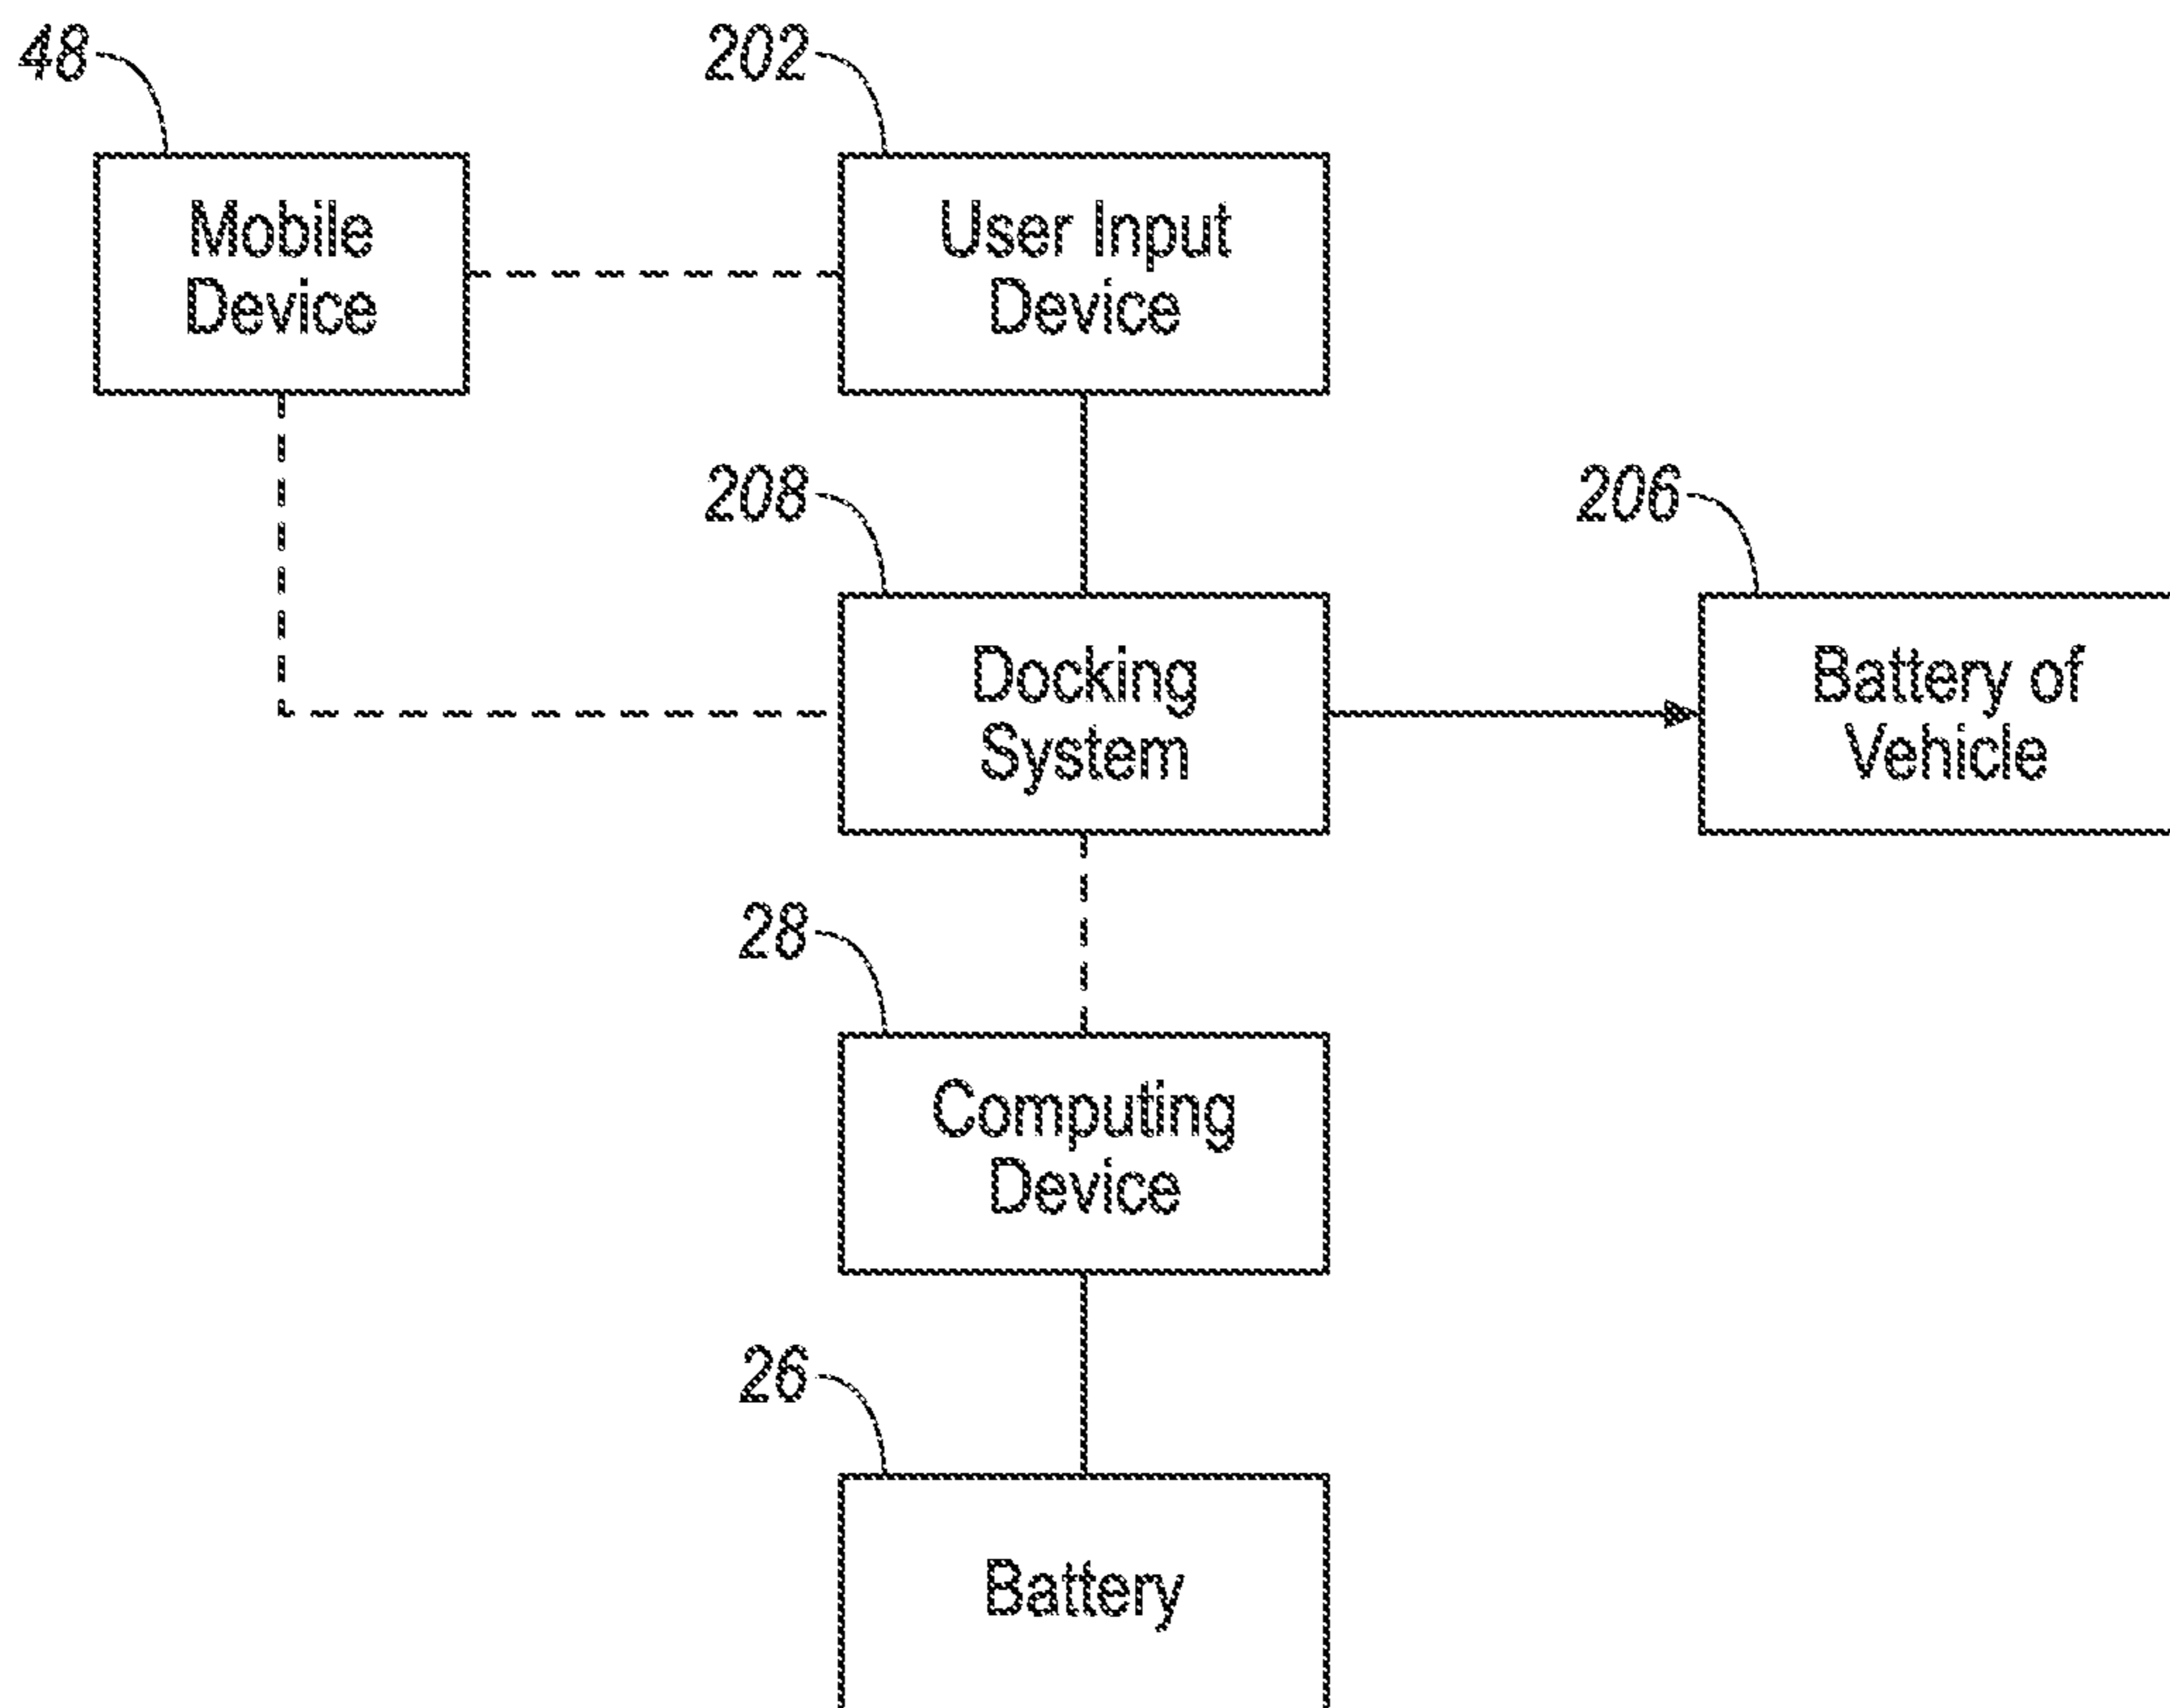 48
202
Mobile
Device
User Input
Device
208
206
Docking
System
Battery of
Vehicle
28
Computing
Device
26
Battery